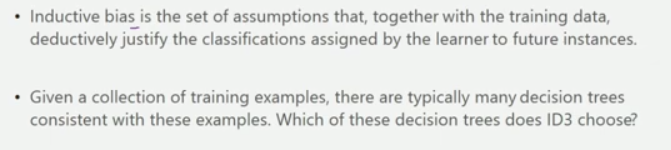 • Inductive bias is the set of assumptions that, together with the training data,
deductively justify the classifications assigned by the learner to future instances.
• Given a collection of training examples, there are typically many decision trees
consistent with these examples. Which of these decision trees does ID3 choose?